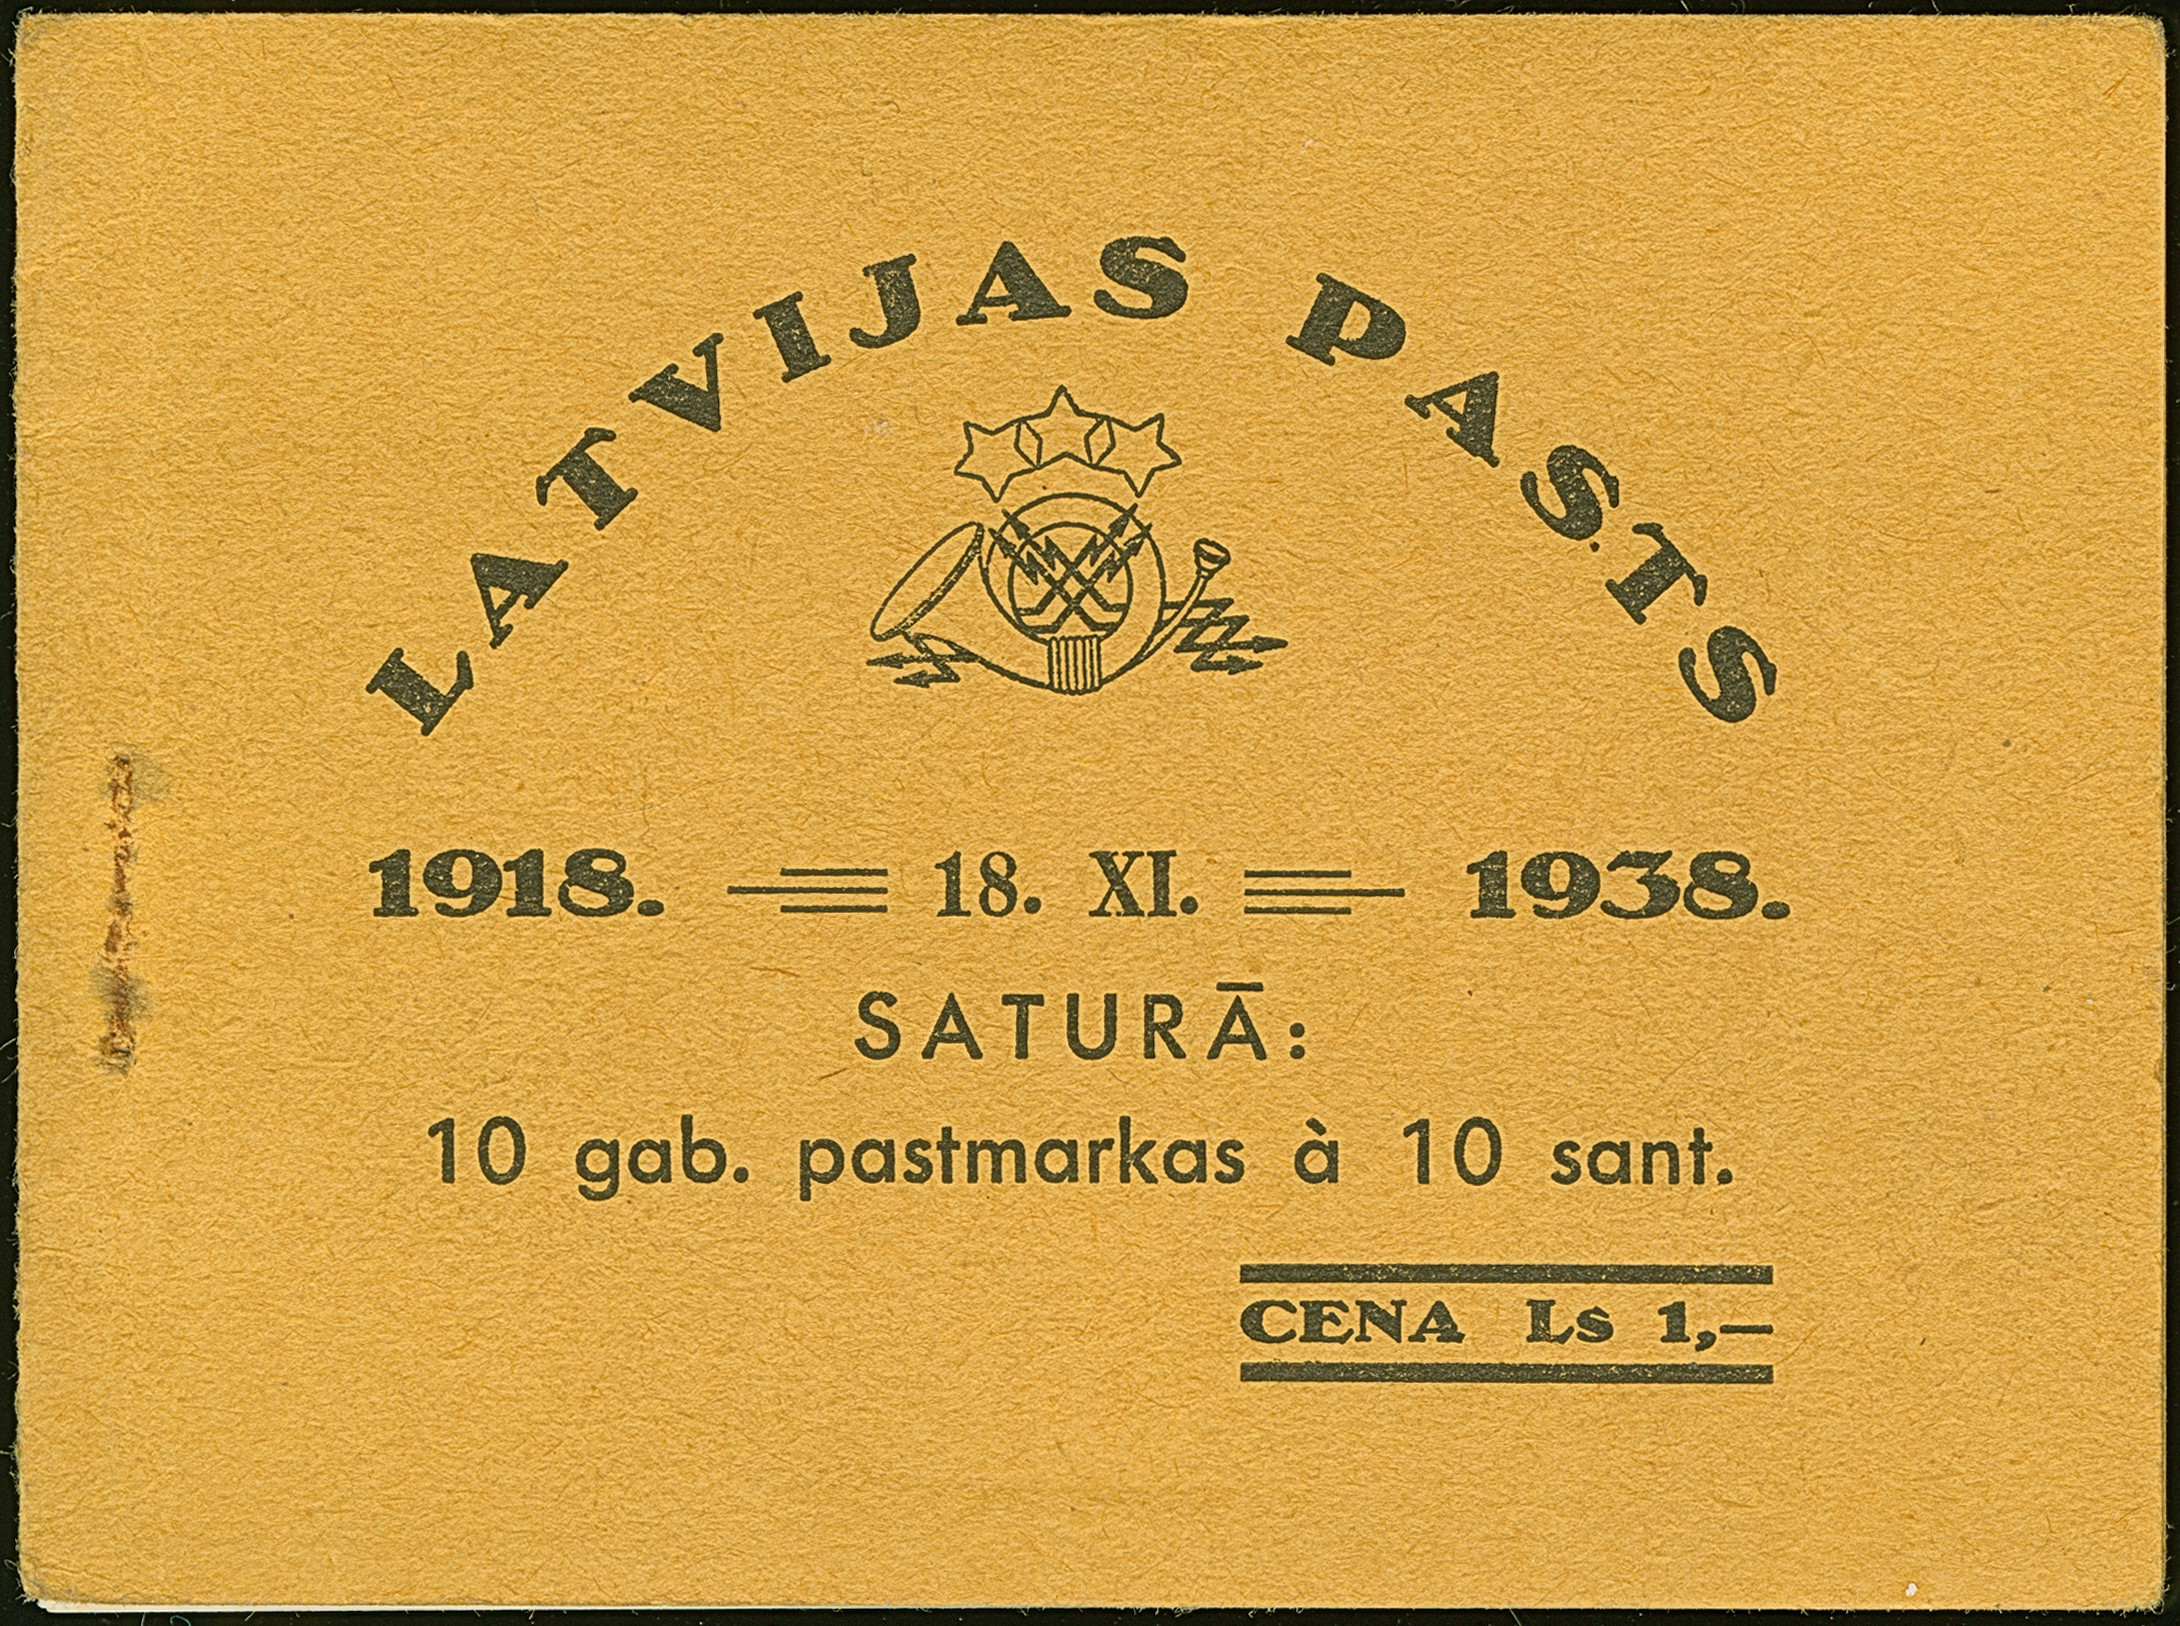 LATVIJAS PASTS
1918. 18. XI. 1938.
SATURĀ:
10 gab. pastmarkas à 10 sant.
CENA Ls 1,—